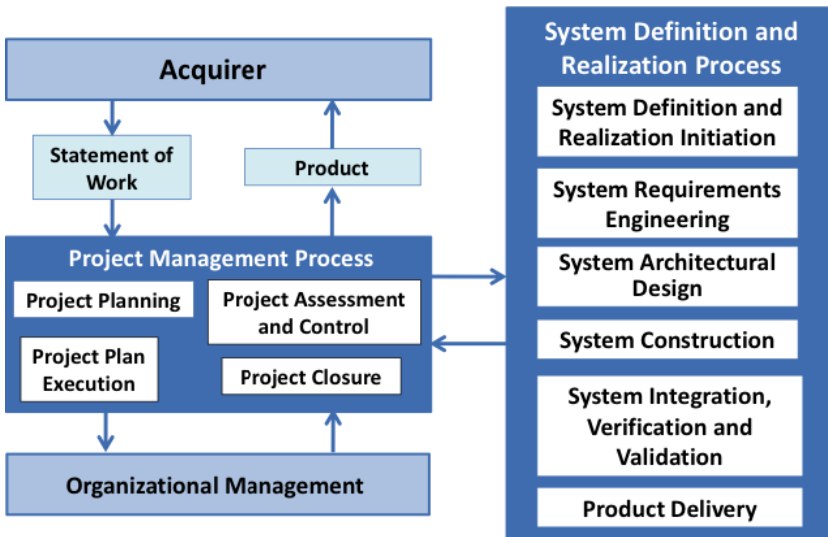 Acquirer
Statement of
Work
Product
Project Management Process
Project Planning
Project Assessment
and Control
Project Plan
Execution
Project Closure
Organizational Management
System Definition and
Realization Process
System Definition and
Realization Initiation
System Requirements
Engineering
System Architectural
Design
System Construction
System Integration,
Verification and
Validation
Product Delivery